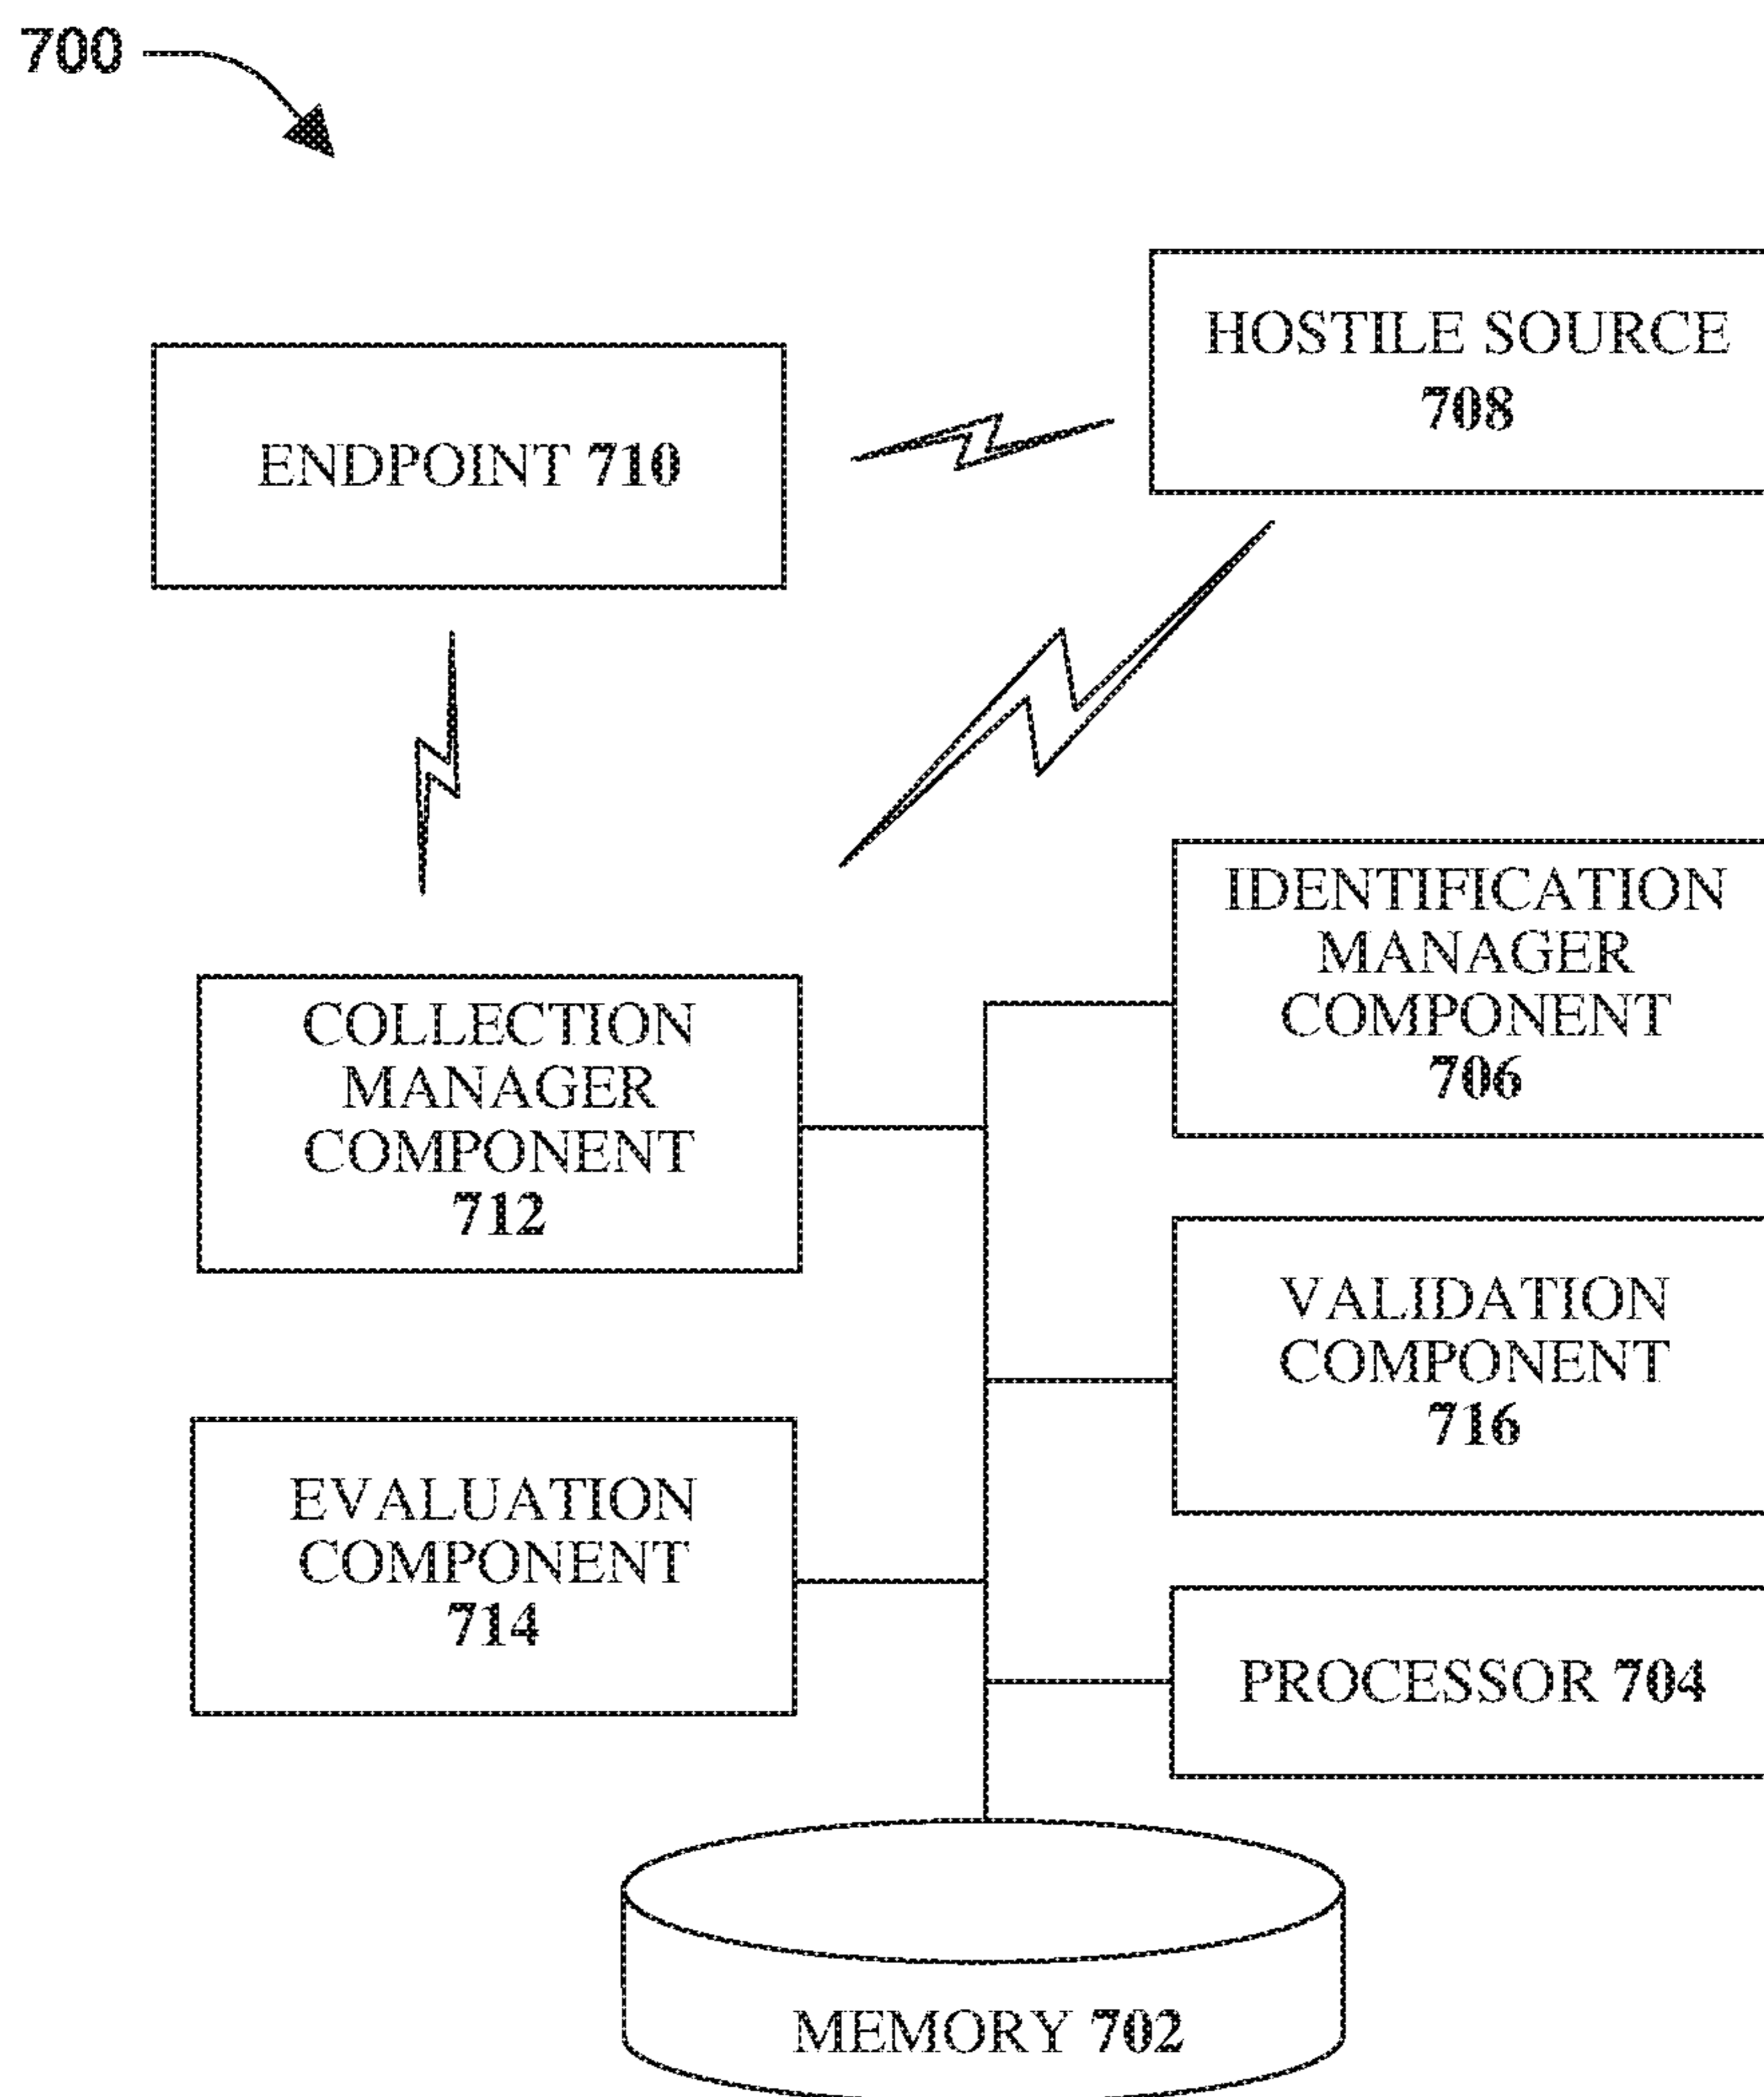 700
HOSTILE SOURCE
708
ENDPOINT 710
IDENTIFICATION
MANAGER
COMPONENT
706
COLLECTION
MANAGER
COMPONENT
712
VALIDATION
COMPONENT
716
EVALUATION
COMPONENT
714
PROCESSOR 704
MEMORY 702